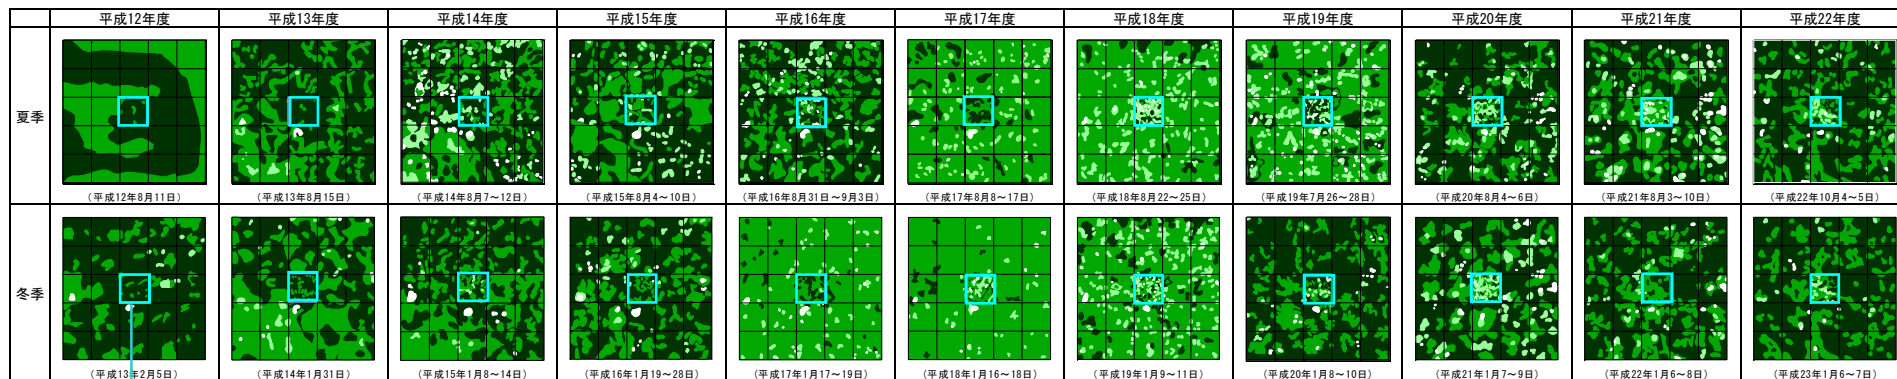 平成12年度 平成13年度 平成14年度 平成15年度 平成16年度 平成17年度 平成18年度 平成19年度 平成20年度 平成21年度 平成22年度
夏季
(平成12年8月11日) (平成13年8月15日) (平成14年8月7~12日) (平成15年8月4~10日) (平成16年8月31日~9月3日) (平成17年8月8~17日) (平成18年8月22~25日) (平成19年7月26~28日) (平成20年8月4~6日) (平成21年8月3~10日) (平成22年10月4~5日)
冬季
(平成13年2月5日) (平成14年1月31日) (平成15年1月8~14日) (平成16年1月19~28日) (平成17年1月17~19日) (平成18年1月16~18日) (平成19年1月9~11日) (平成20年1月8~10日) (平成21年1月7~9日) (平成22年1月6~8日) (平成23年1月6~7日)